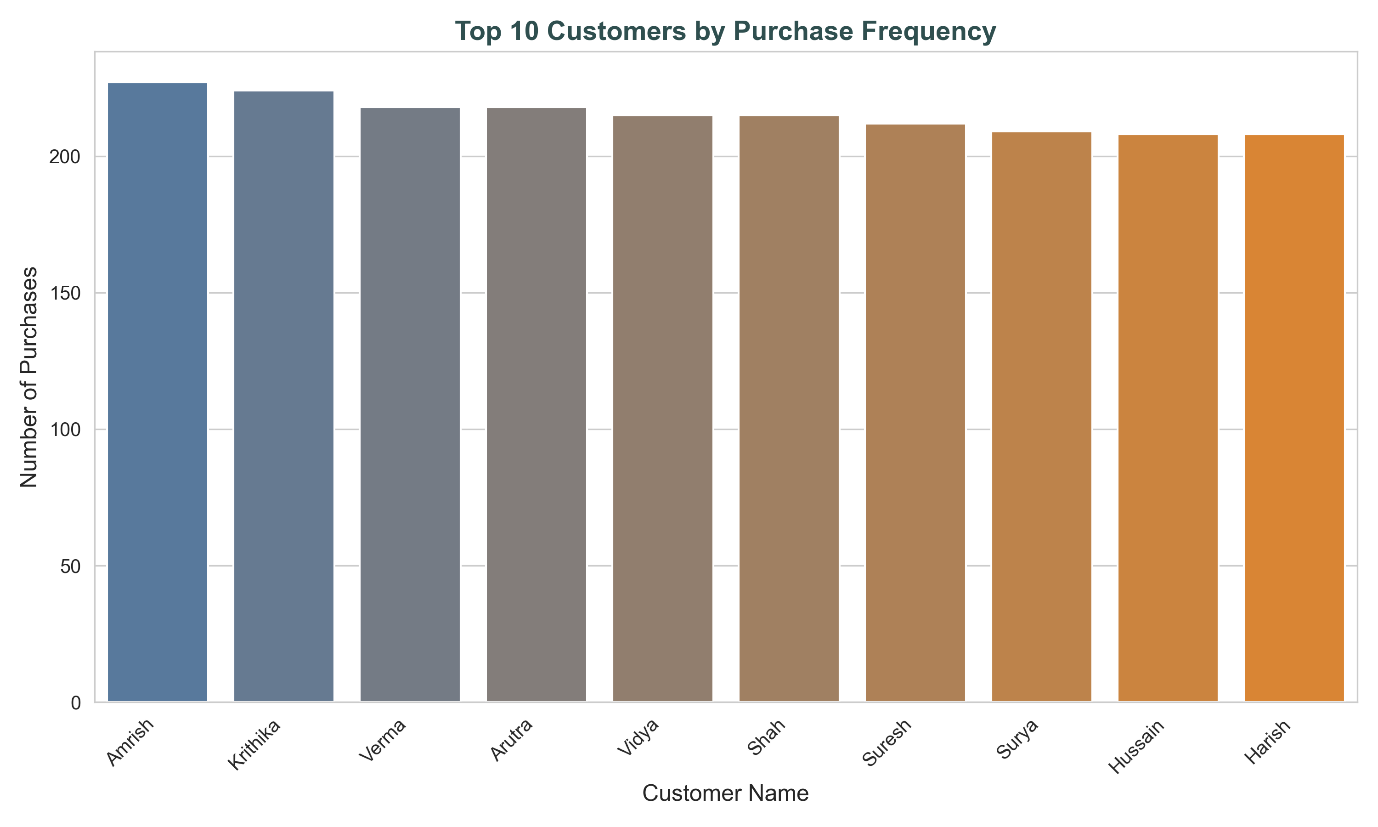 Top 10 Customers by Purchase Frequency
Number of Purchases
200
150
100
50
0
Amrish
Krithika
Verma
Arutra
Vidya
Shah
Suresh
Surya
Hussain
Harish
Customer Name